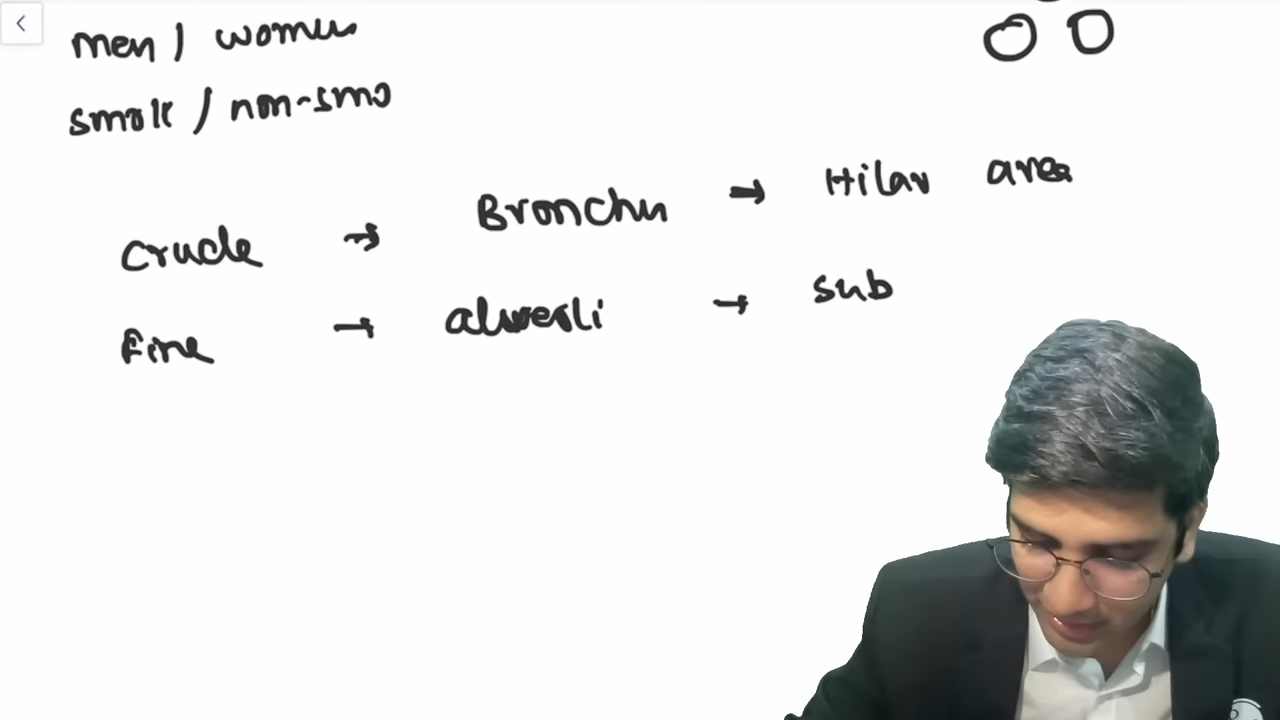 men / women
smok / non-smo
crude → Bronchu → Hilar area
Fine → alveoli → sub